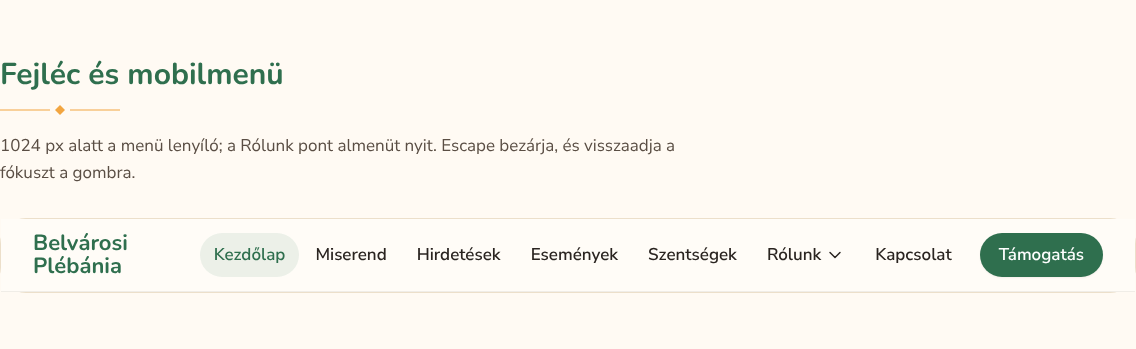 Fejléc és mobilmenü
1024 px alatt a menü lenyíló; a Rólunk pont almenüt nyit. Escape bezárja, és visszaadja a
fókuszt a gombra.
Belvárosi
Plébánia
Kezdőlap Miserend Hirdetések Események Szentségek Rólunk Kapcsolat Támogatás